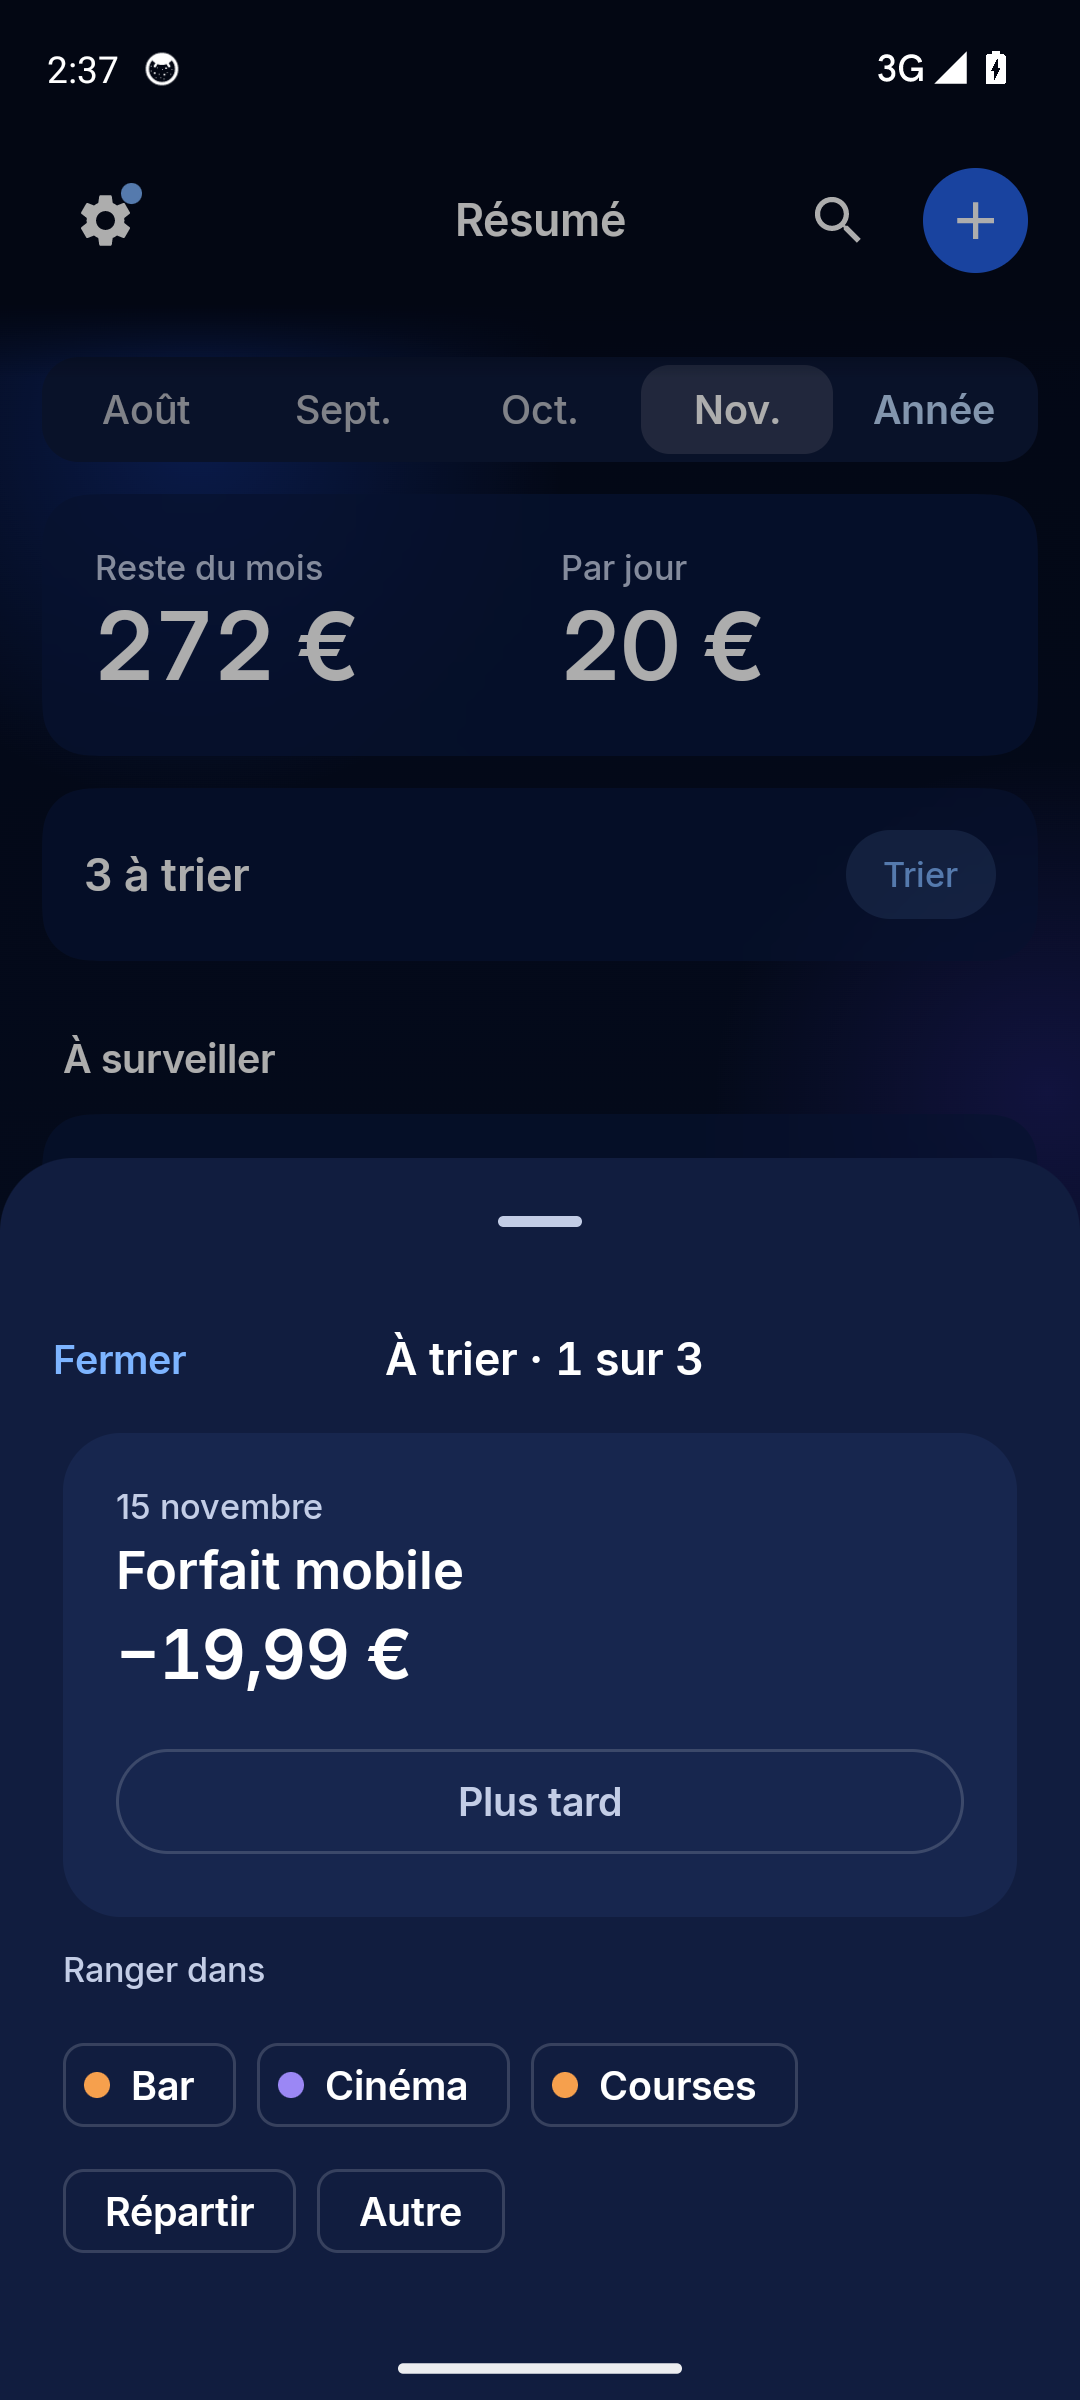 2:37
3G
Résumé
Août
Sept.
Oct.
Nov.
Année
Reste du mois
Par jour
272 €
20 €
3 à trier
Trier
À surveiller
Fermer
À trier · 1 sur 3
15 novembre
Forfait mobile
−19,99 €
Plus tard
Ranger dans
Bar
Cinéma
Courses
Répartir
Autre